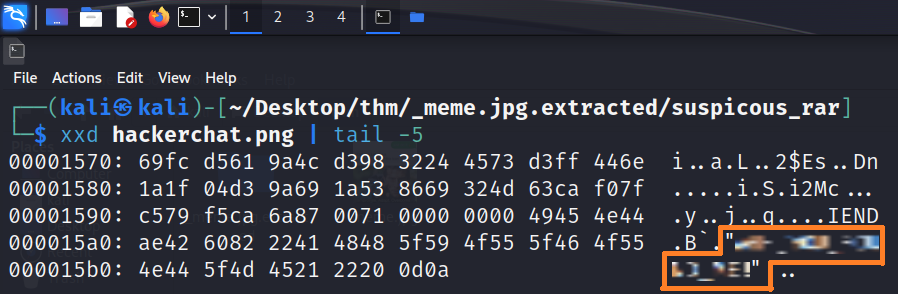 1 2 3 4
File Actions Edit View Help
┌──(kali㉿kali)-[~/Desktop/thm/_meme.jpg.extracted/suspicous_rar]
└─$ xxd hackerchat.png | tail -5
00001570: 69fc d561 9a4c d398 3224 4573 d3ff 446e i..a.L..2$Es..Dn
00001580: 1a1f 04d3 9a69 1a53 8669 324d 63ca f07f .....i.S.i2Mc...
00001590: c579 f5ca 6a87 0071 0000 0000 4945 4e44 .y..j..q....IEND
000015a0: ae42 6082 2241 4848 5f59 4f55 5f46 4f55 .B`."
000015b0: 4e44 5f4d 4521 2220 0d0a !" ..